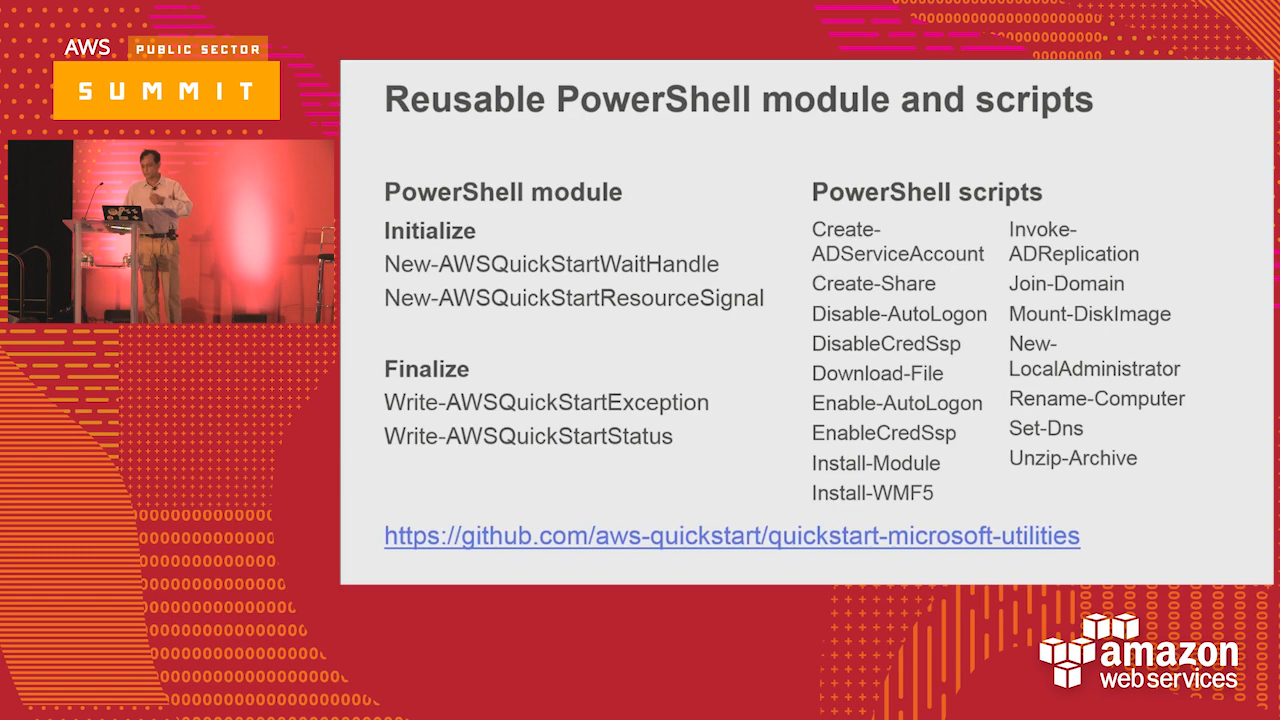 AWS PUBLIC SECTOR
SUMMIT
Reusable PowerShell module and scripts
PowerShell module
Initialize
New-AWSQuickStartWaitHandle
New-AWSQuickStartResourceSignal
Finalize
Write-AWSQuickStartException
Write-AWSQuickStartStatus
PowerShell scripts
Create-
ADServiceAccount
Create-Share
Disable-AutoLogon
DisableCredSsp
Download-File
Enable-AutoLogon
EnableCredSsp
Install-Module
Install-WMF5
Invoke-
ADReplication
Join-Domain
Mount-DiskImage
New-
LocalAdministrator
Rename-Computer
Set-Dns
Unzip-Archive
https://github.com/aws-quickstart/quickstart-microsoft-utilities
amazon
web services